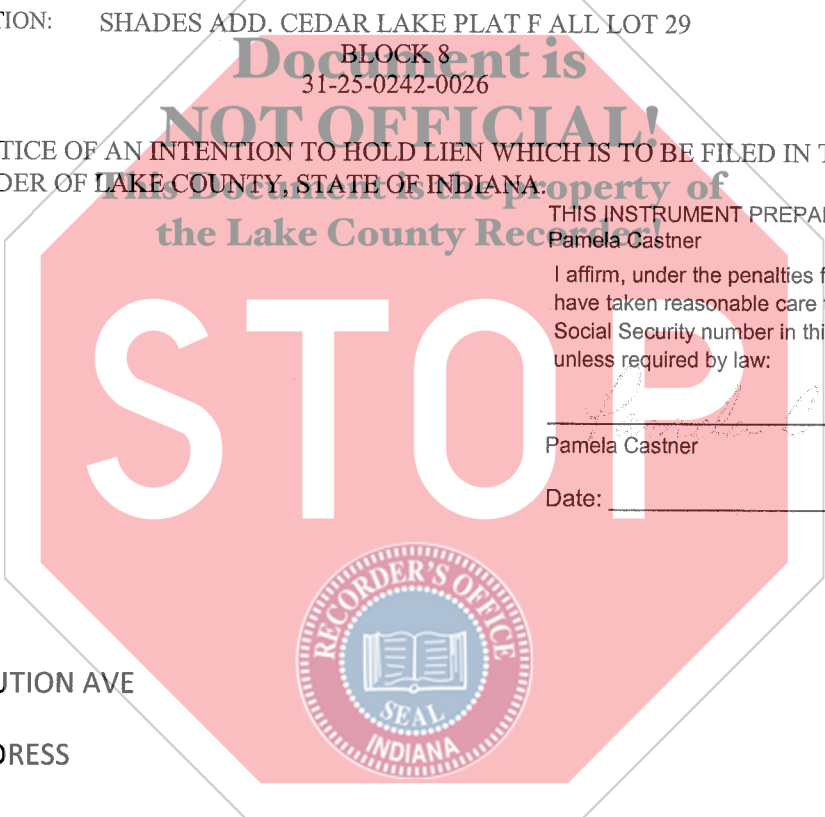 TION: SHADES ADD. CEDAR LAKE PLAT F ALL LOT 29
Document is
BLOCK 8
31-25-0242-0026
NOT OFFICIAL!
TICE OF AN INTENTION TO HOLD LIEN WHICH IS TO BE FILED IN T
DER OF LAKE COUNTY, STATE OF INDIANA.
This Document is the property of
the Lake County Recorder!
THIS INSTRUMENT PREPA
Pamela Castner
I affirm, under the penalties f
have taken reasonable care
Social Security number in thi
unless required by law:
STOP
Pamela Castner
Date:
RECORDER'S OFFICE
SEAL
INDIANA
UTION AVE
DRESS